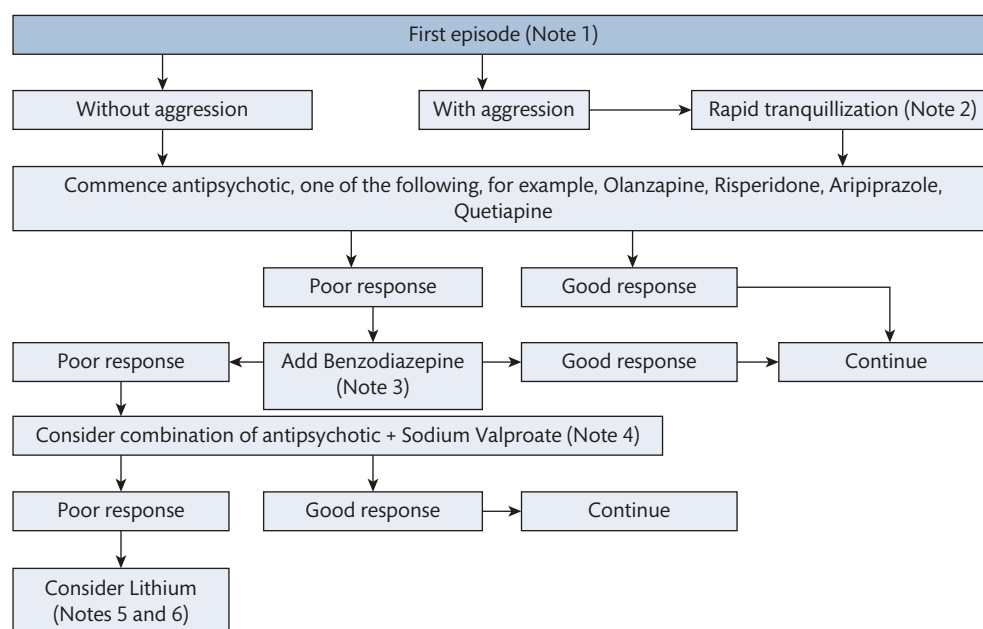 First episode (Note 1)
Without aggression
With aggression
Rapid tranquillization (Note 2)
Commence antipsychotic, one of the following, for example, Olanzapine, Risperidone, Aripiprazole,
Quetiapine
Poor response
Good response
Poor response
Add Benzodiazepine
(Note 3)
Good response
Continue
Consider combination of antipsychotic + Sodium Valproate (Note 4)
Poor response
Good response
Continue
Consider Lithium
(Notes 5 and 6)